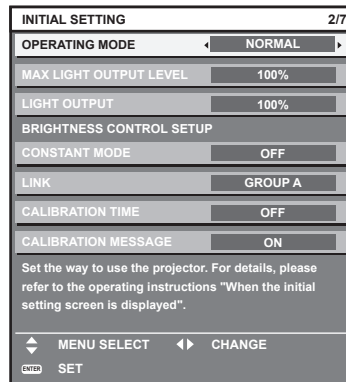 INITIAL SETTING 2/7
OPERATING MODE NORMAL
MAX LIGHT OUTPUT LEVEL 100%
LIGHT OUTPUT 100%
BRIGHTNESS CONTROL SETUP
CONSTANT MODE OFF
LINK GROUP A
CALIBRATION TIME OFF
CALIBRATION MESSAGE ON
Set the way to use the projector. For details, please
refer to the operating instructions "When the initial
setting screen is displayed".
MENU SELECT CHANGE
ENTER SET